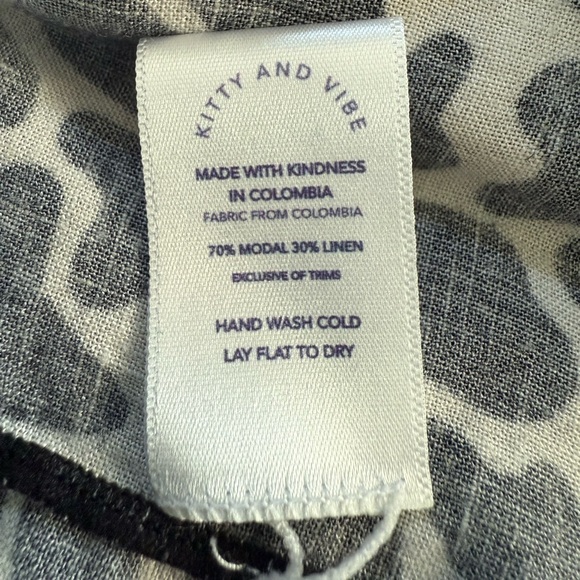 KITTY AND VIBE
MADE WITH KINDNESS
IN COLOMBIA
FABRIC FROM COLOMBIA
70% MODAL 30% LINEN
EXCLUSIVE OF TRIMS
HAND WASH COLD
LAY FLAT TO DRY